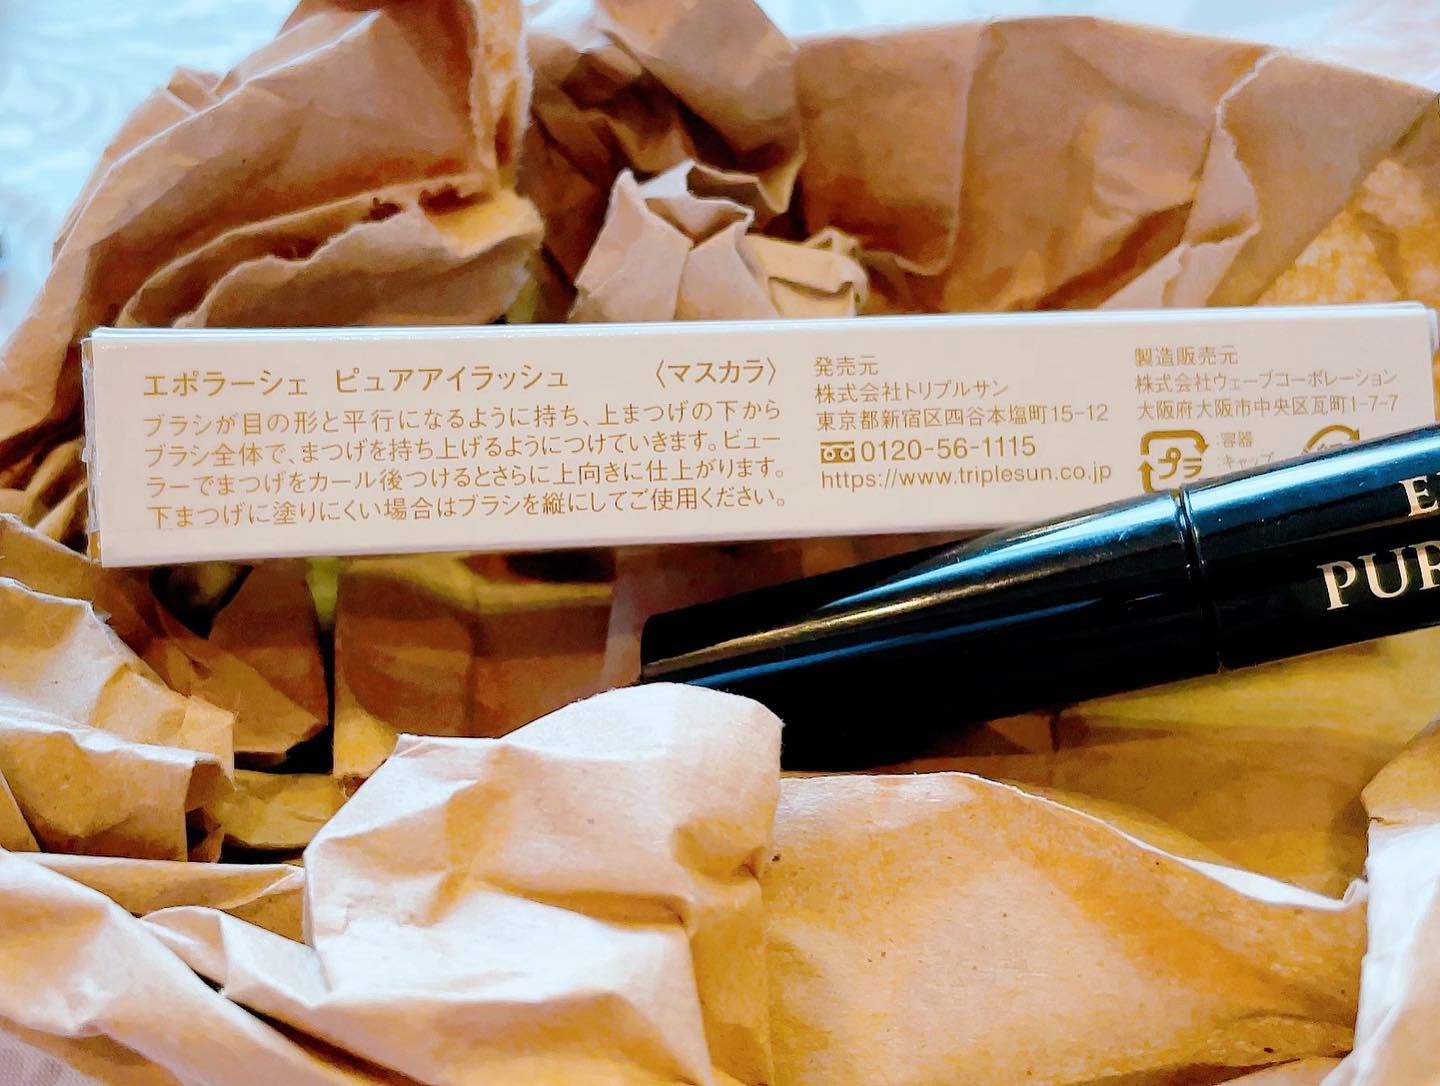 エポラーシェ ピュアアイラッシュ 〈マスカラ〉
ブラシが目の形と平行になるように持ち、上まつげの下から
ブラシ全体で、まつげを持ち上げるようにつけていきます。ビュー
ラーでまつげをカール後つけるとさらに上向きに仕上がります。
下まつげに塗りにくい場合はブラシを縦にしてご使用ください。
発売元
株式会社トリプルサン
東京都新宿区四谷本塩町15-12
0120-56-1115
https://www.triplesun.co.jp
製造販売元
株式会社ウェーブコーポレーション
大阪府大阪市中央区瓦町1-7-7
プラ
:容器
:キャップ
PUR